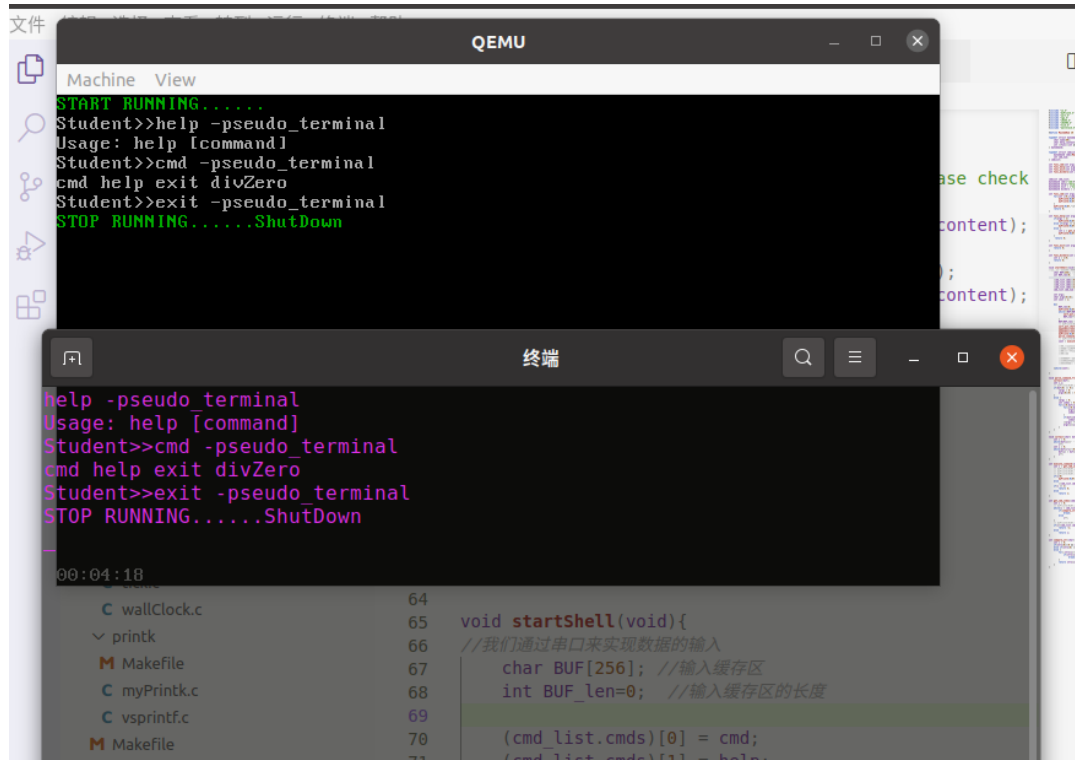 文件
QEMU
Machine View
START RUNNING......
Student>>help -pseudo_terminal
Usage: help [command]
Student>>cmd -pseudo_terminal
cmd help exit divZero
Student>>exit -pseudo_terminal
STOP RUNNING......ShutDown
ase check
content);
);
content);
终端
help -pseudo_terminal
Usage: help [command]
Student>>cmd -pseudo_terminal
cmd help exit divZero
Student>>exit -pseudo_terminal
STOP RUNNING......ShutDown
00:04:18
C wallClock.c
printk
M Makefile
C myPrintk.c
C vsprintf.c
M Makefile
64
65 void startShell(void){
66 //我们通过串口来实现数据的输入
67 char BUF[256]; //输入缓存区
68 int BUF_len=0; //输入缓存区的长度
69
70 (cmd_list.cmds)[0] = cmd;
71 (cmd_list.cmds)[1] = help;